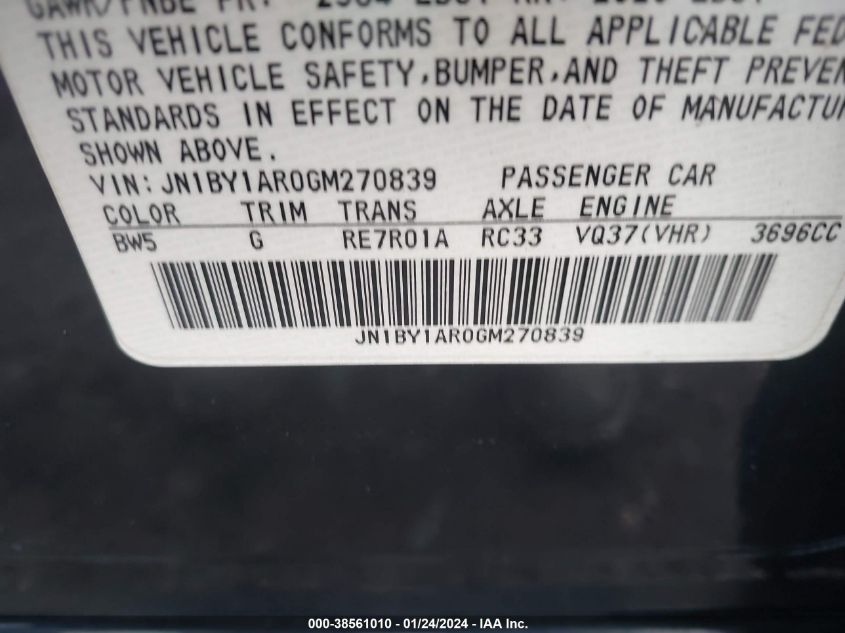 THIS VEHICLE CONFORMS TO ALL APPLICABLE FED
MOTOR VEHICLE SAFETY,BUMPER,AND THEFT PREVEN
STANDARDS IN EFFECT ON THE DATE OF MANUFACTU
SHOWN ABOVE.
VIN: JN1BY1AR0GM270839 PASSENGER CAR
COLOR TRIM TRANS AXLE ENGINE
BW5 G RE7R01A RC33 VQ37(VHR) 3696CC
JN1BY1AR0GM270839
000-38561010 - 01/24/2024 - IAA Inc.